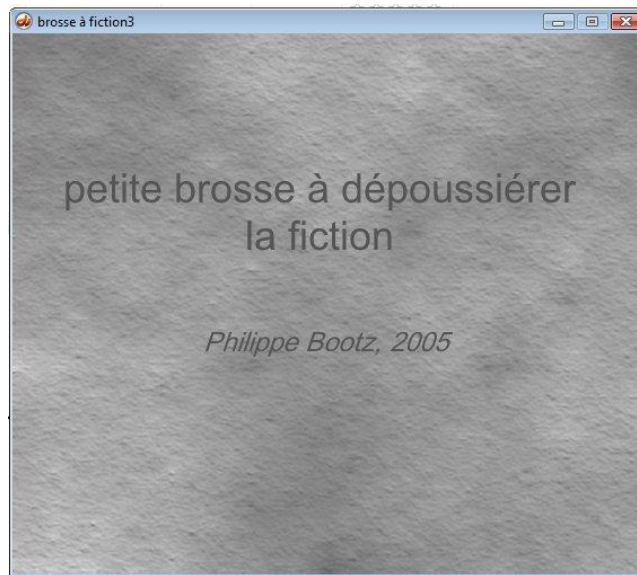 brosse à fiction3
petite brosse à dépoussiérer
la fiction
Philippe Bootz, 2005